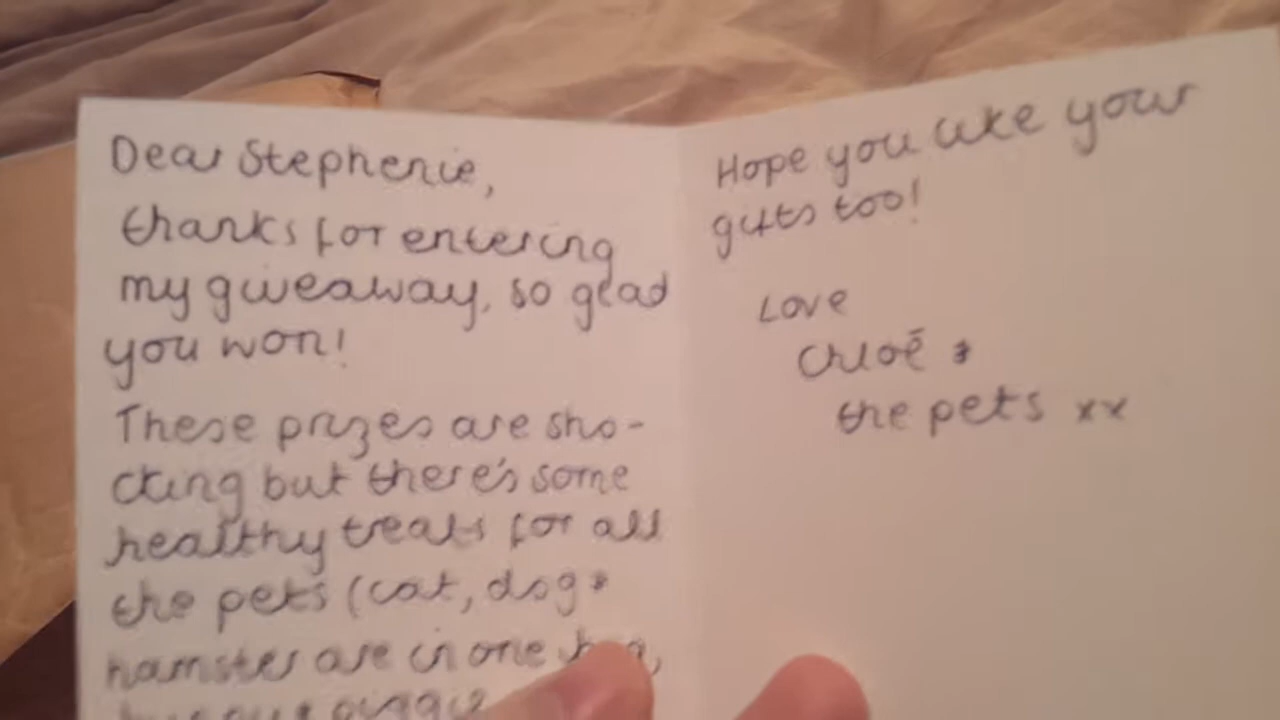 Dear Stephenie,
thanks for entering
my giveaway, so glad
you won!
These prizes are sho-
cking but there's some
healthy treats for all
the pets (cat, dog &
hamster are in one
Hope you like your
gifts too!
Love
Chloé &
the pets xx